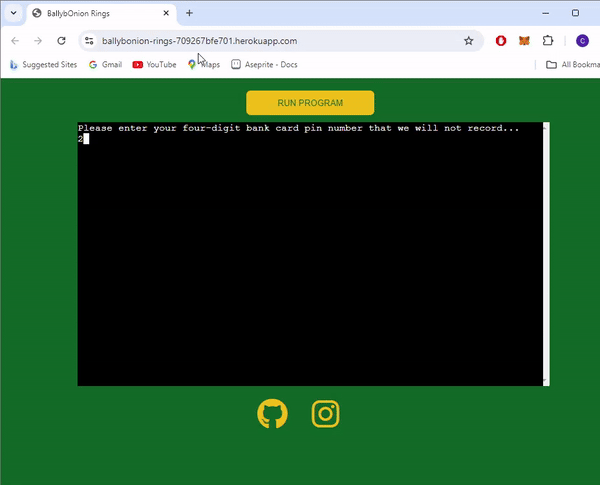 BallybOnion Rings
ballybonion-rings-709267bfe701.herokuapp.com
C
Suggested Sites
Gmail
YouTube
Maps
Aseprite - Docs
All Bookma
RUN PROGRAM
Please enter your four-digit bank card pin number that we will not record...
2